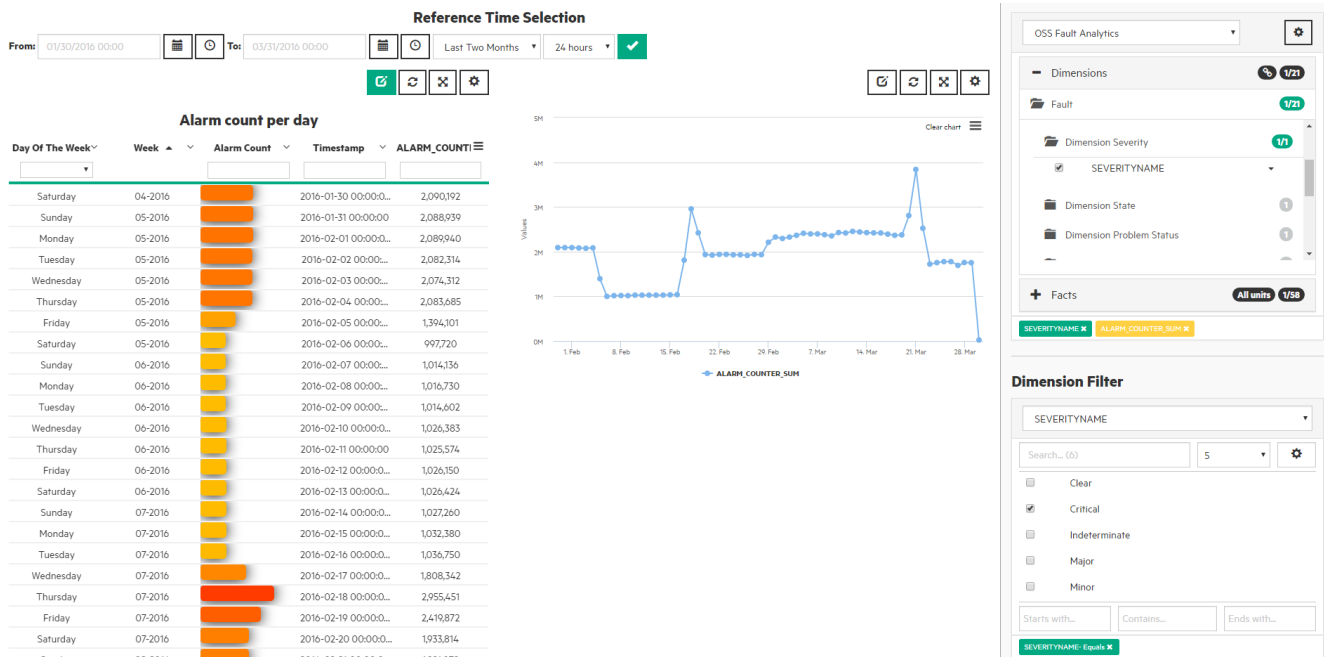 Reference Time Selection
From: 01/30/2016 00:00 To: 03/31/2016 00:00 Last Two Months 24 hours
Alarm count per day
Day Of The Week Week Alarm Count Timestamp ALARM_COUNT
Saturday 04-2016 2016-01-30 00:00:0... 2,090,192
Sunday 05-2016 2016-01-31 00:00:00 2,088,939
Monday 05-2016 2016-02-01 00:00:0... 2,089,940
Tuesday 05-2016 2016-02-02 00:00:... 2,082,314
Wednesday 05-2016 2016-02-03 00:00:... 2,074,312
Thursday 05-2016 2016-02-04 00:00:... 2,083,685
Friday 05-2016 2016-02-05 00:00:... 1,394,101
Saturday 05-2016 2016-02-06 00:00:... 997,720
Sunday 06-2016 2016-02-07 00:00:... 1,014,136
Monday 06-2016 2016-02-08 00:00:... 1,016,730
Tuesday 06-2016 2016-02-09 00:00:... 1,014,602
Wednesday 06-2016 2016-02-10 00:00:0... 1,026,383
Thursday 06-2016 2016-02-11 00:00:00 1,025,574
Friday 06-2016 2016-02-12 00:00:0... 1,026,150
Saturday 06-2016 2016-02-13 00:00:0... 1,026,424
Sunday 07-2016 2016-02-14 00:00:0... 1,027,260
Monday 07-2016 2016-02-15 00:00:0... 1,032,380
Tuesday 07-2016 2016-02-16 00:00:0... 1,036,750
Wednesday 07-2016 2016-02-17 00:00:0... 1,808,342
Thursday 07-2016 2016-02-18 00:00:0... 2,955,451
Friday 07-2016 2016-02-19 00:00:0... 2,419,872
Saturday 07-2016 2016-02-20 00:00:0... 1,933,814
Clear chart
5M
4M
3M
2M
1M
0M
Values
1. Feb 8. Feb 15. Feb 22. Feb 29. Feb 7. Mar 14. Mar 21. Mar 28. Mar
ALARM_COUNTER_SUM
OSS Fault Analytics
Dimensions 1/21
Fault 1/21
Dimension Severity 1/1
SEVERITYNAME
Dimension State 1
Dimension Problem Status 1
Facts All units 1/58
SEVERITYNAME ALARM_COUNTER_SUM
Dimension Filter
SEVERITYNAME
Search... (6) 5
Clear
Critical
Indeterminate
Major
Minor
Starts with... Contains... Ends with...
SEVERITYNAME- Equals